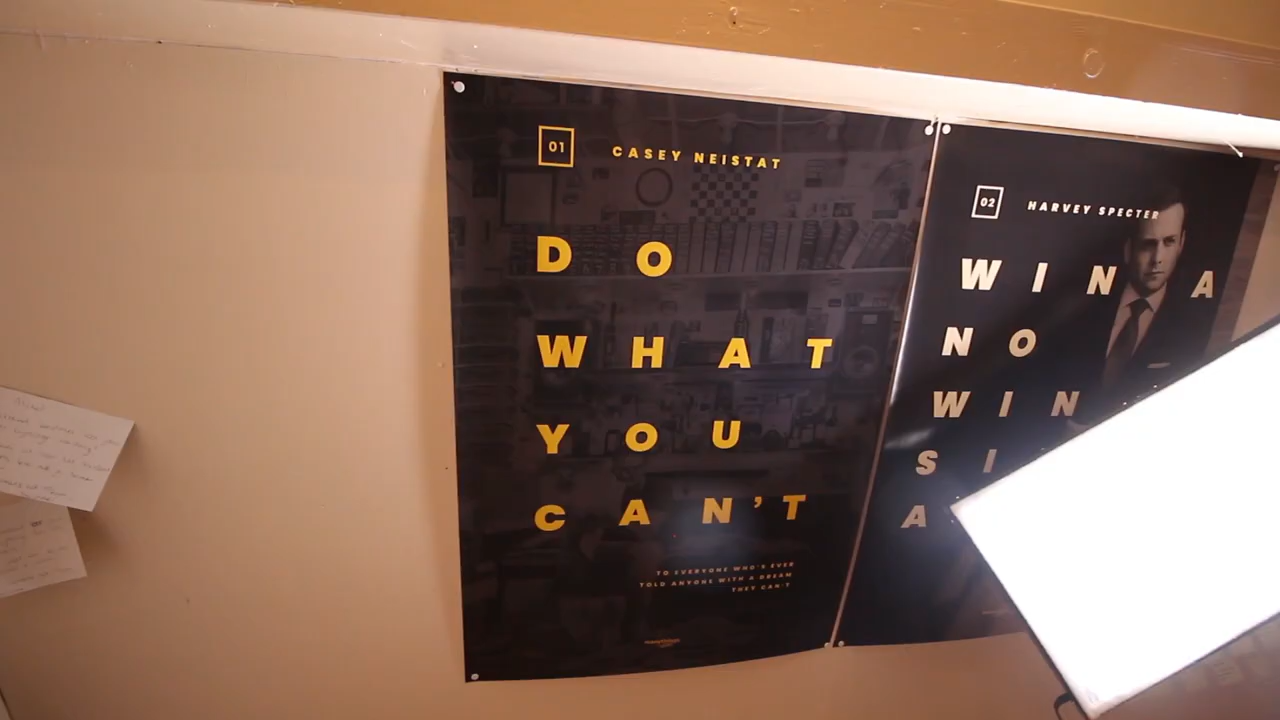 01
CASEY NEISTAT
DO
WHAT
YOU
CAN'T
TO EVERYONE WHO'S EVER
TOLD ANYONE WITH A DREAM
THEY CAN'T
02
HARVEY SPECTER
WIN A
NO
WIN
SI
A